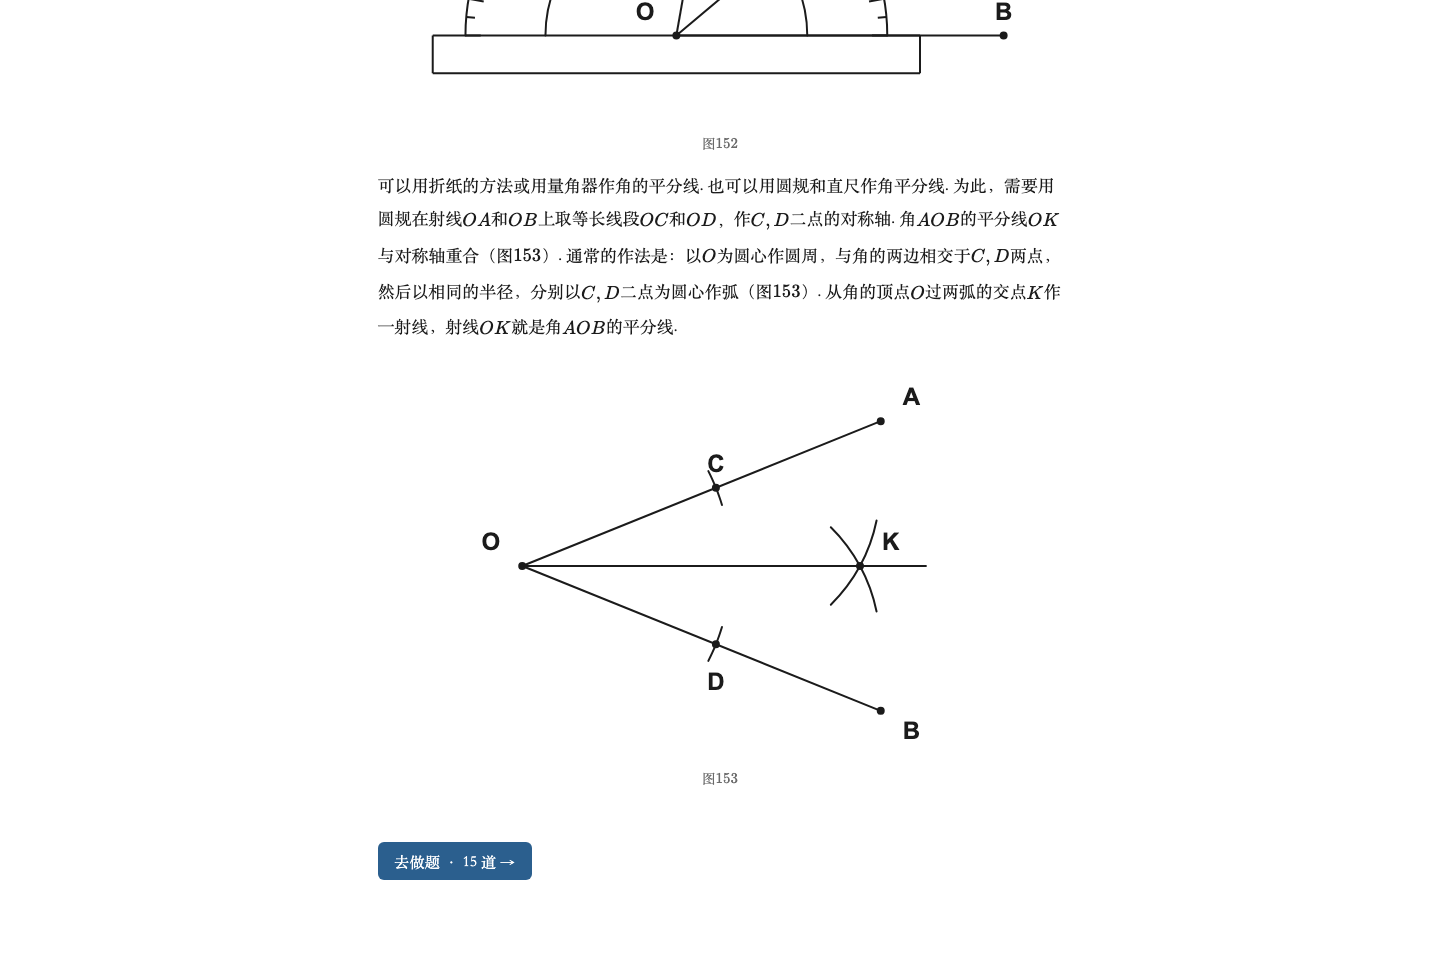 O B
图152
可以用折纸的方法或用量角器作角的平分线. 也可以用圆规和直尺作角平分线. 为此，需要用
圆规在射线OA和OB上取等长线段OC和OD，作C, D二点的对称轴. 角AOB的平分线OK
与对称轴重合（图153）. 通常的作法是：以O为圆心作圆周，与角的两边相交于C, D两点，
然后以相同的半径，分别以C, D二点为圆心作弧（图153）. 从角的顶点O过两弧的交点K作
一射线，射线OK就是角AOB的平分线.
A
C
O K
D
B
图153
去做题 · 15 道 →